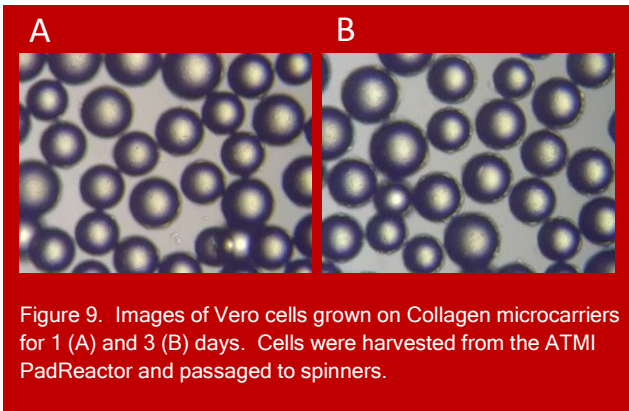 A B
Figure 9. Images of Vero cells grown on Collagen microcarriers
for 1 (A) and 3 (B) days. Cells were harvested from the ATMI
PadReactor and passaged to spinners.